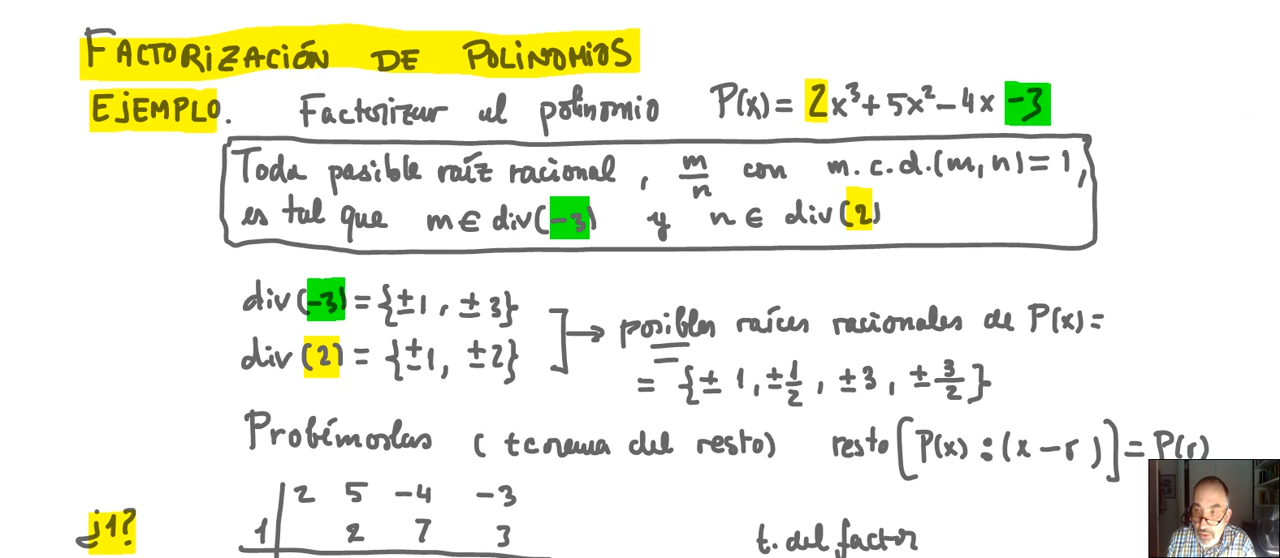 FACTORIZACIÓN DE POLINOMIOS
EJEMPLO. Factorizar el polinomio P(x) = 2x³ + 5x² - 4x - 3
Toda posible raíz racional, m/n con m.c.d.(m, n) = 1,
es tal que m ∈ div(-3) y n ∈ div(2)
div(-3) = {±1, ±3}
div(2) = {±1, ±2}
→ posibles raíces racionales de P(x) =
= {±1, ±1/2, ±3, ±3/2}
Probémoslas (teorema del resto) resto[P(x) : (x - r)] = P(r)
2 5 -4 -3
¿1? 1 2 7 3 t. del factor